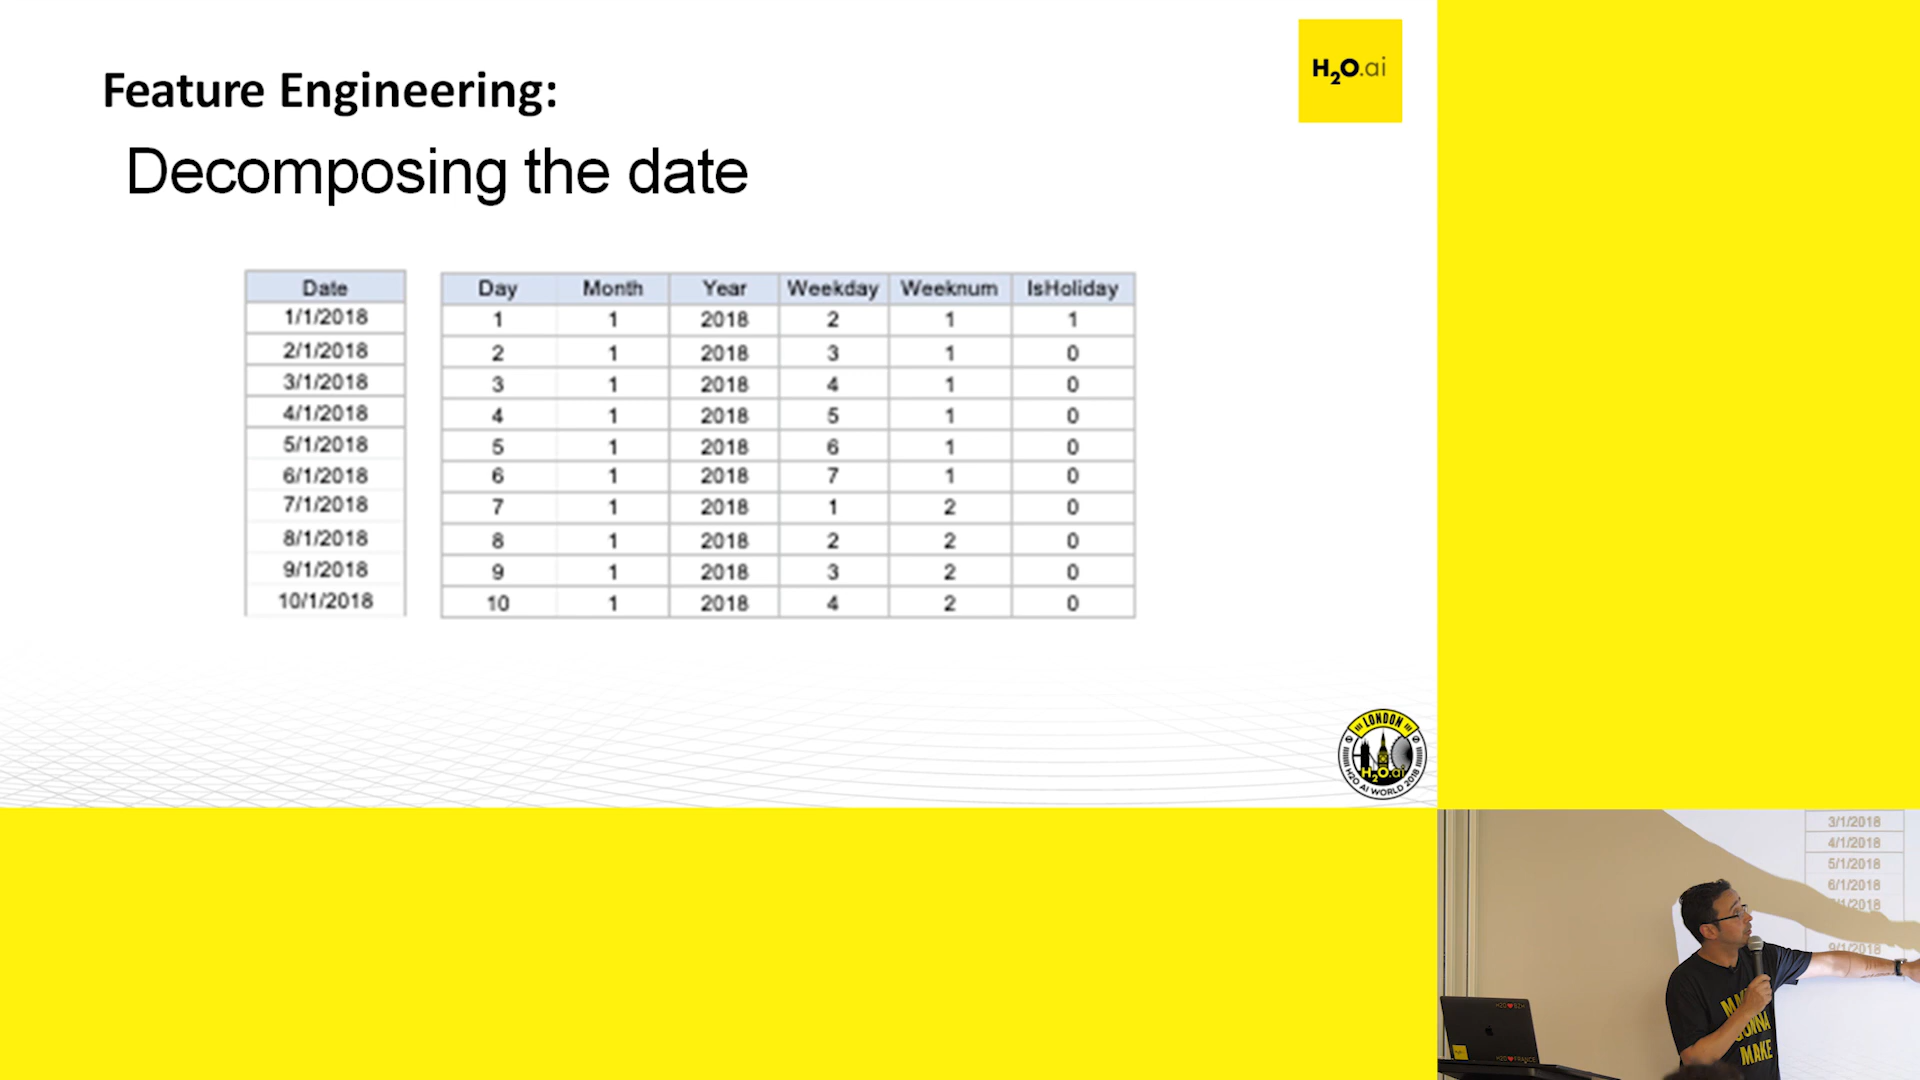 H2O.ai
Feature Engineering:
Decomposing the date
Date Day Month Year Weekday Weeknum IsHoliday
1/1/2018 1 1 2018 2 1 1
2/1/2018 2 1 2018 3 1 0
3/1/2018 3 1 2018 4 1 0
4/1/2018 4 1 2018 5 1 0
5/1/2018 5 1 2018 6 1 0
6/1/2018 6 1 2018 7 1 0
7/1/2018 7 1 2018 1 2 0
8/1/2018 8 1 2018 2 2 0
9/1/2018 9 1 2018 3 2 0
10/1/2018 10 1 2018 4 2 0
LONDON
H2O.ai
H2O AI WORLD 2018
3/1/2018
4/1/2018
5/1/2018
6/1/2018
9/1/2018
MAKE